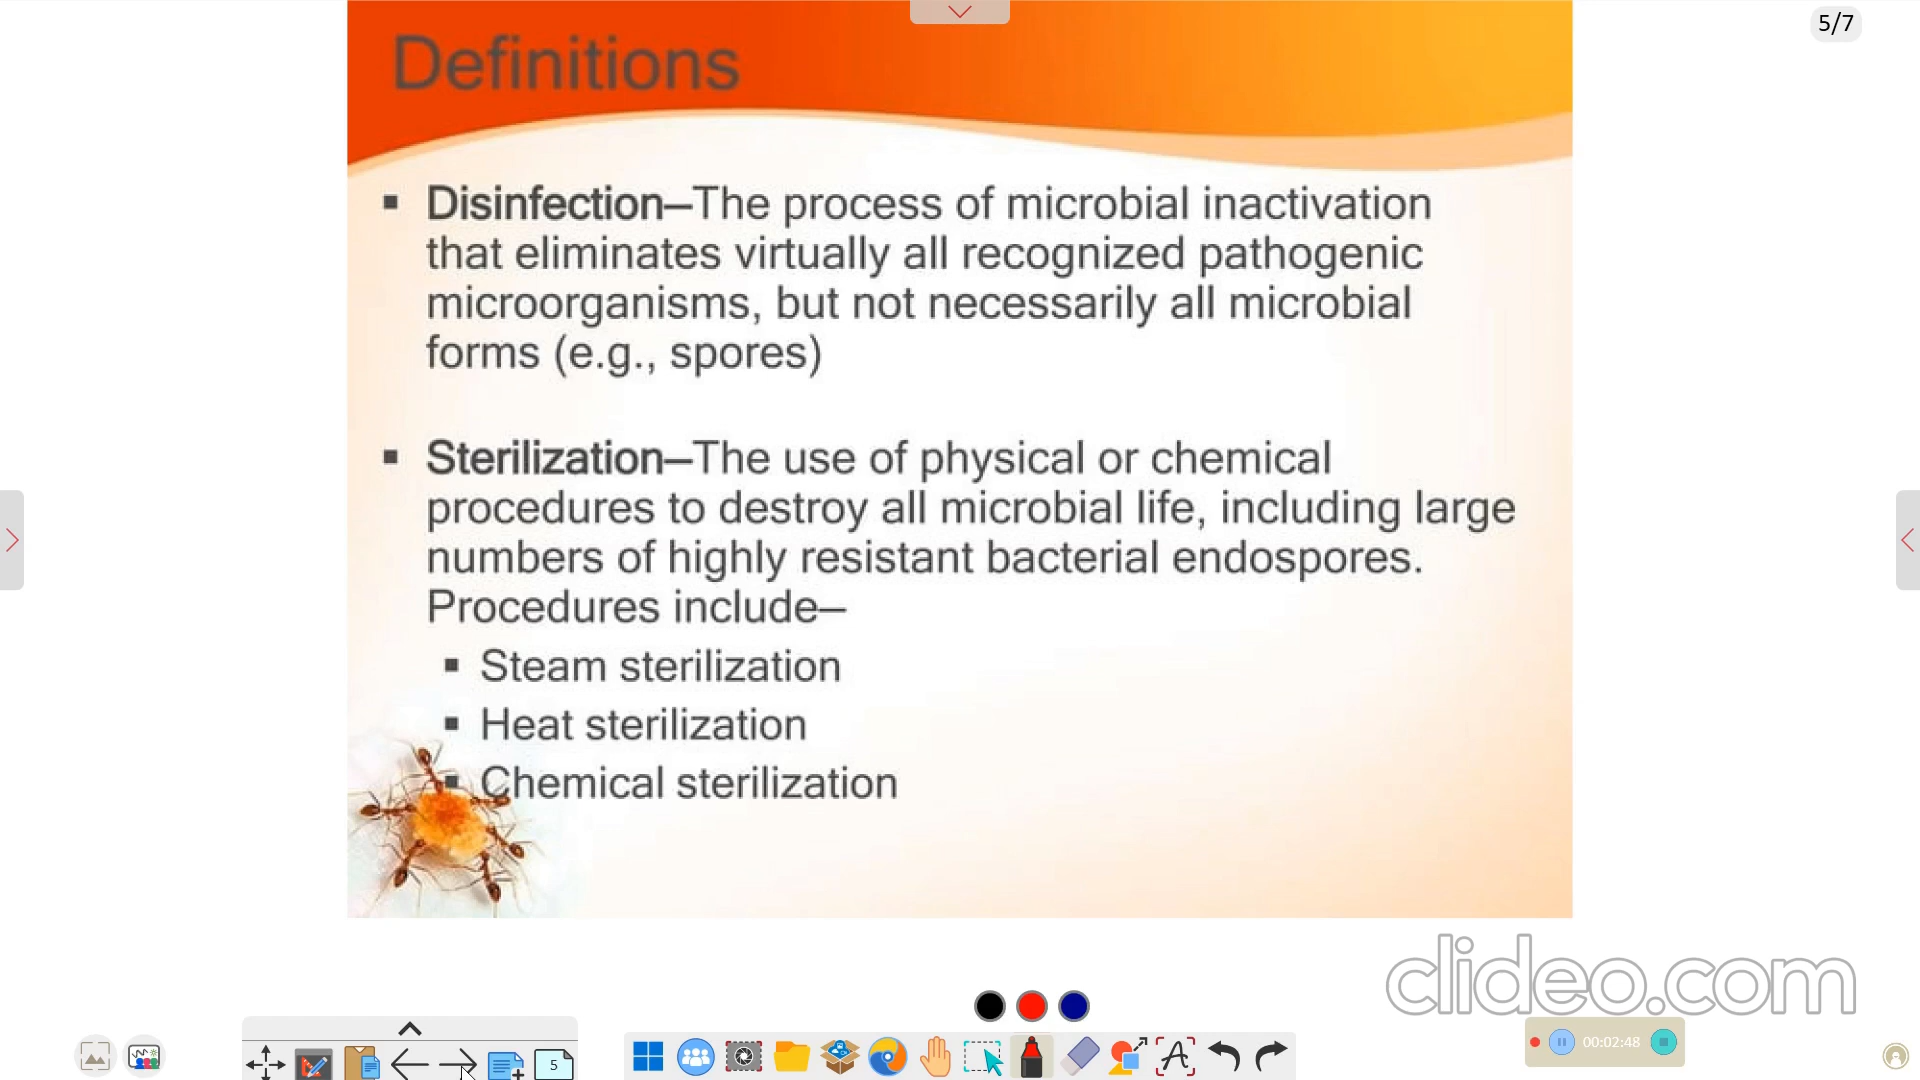 5/7
Definitions
▪ Disinfection—The process of microbial inactivation
that eliminates virtually all recognized pathogenic
microorganisms, but not necessarily all microbial
forms (e.g., spores)
▪ Sterilization—The use of physical or chemical
procedures to destroy all microbial life, including large
numbers of highly resistant bacterial endospores.
Procedures include—
▪ Steam sterilization
▪ Heat sterilization
▪ Chemical sterilization
clideo.com
00:02:48
5